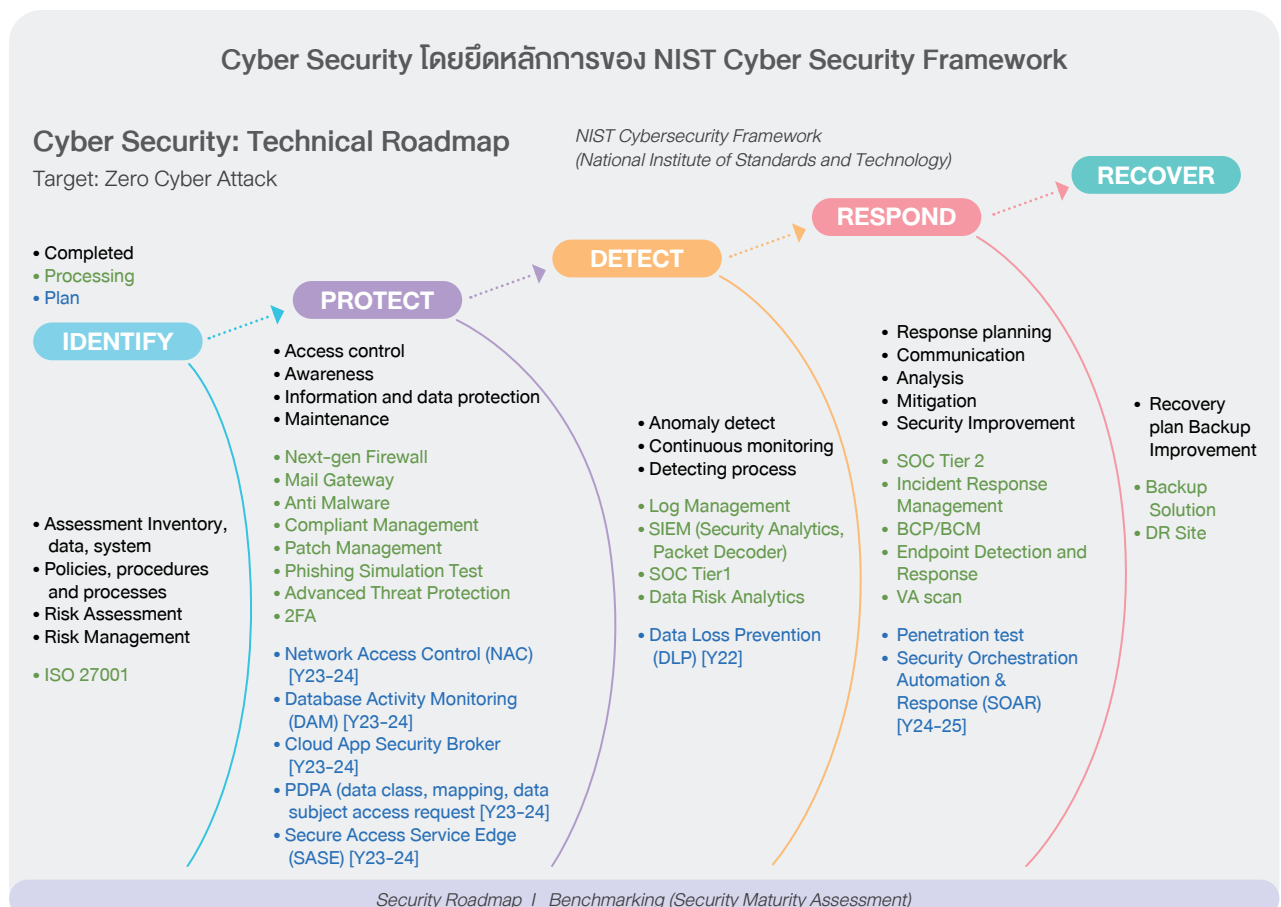 Cyber Security โดยยึดหลักการของ NIST Cyber Security Framework
Cyber Security: Technical Roadmap
Target: Zero Cyber Attack
NIST Cybersecurity Framework
(National Institute of Standards and Technology)
• Completed
• Processing
• Plan
IDENTIFY
• Assessment Inventory,
data, system
• Policies, procedures
and processes
• Risk Assessment
• Risk Management
• ISO 27001
PROTECT
• Access control
• Awareness
• Information and data protection
• Maintenance
• Next-gen Firewall
• Mail Gateway
• Anti Malware
• Compliant Management
• Patch Management
• Phishing Simulation Test
• Advanced Threat Protection
• 2FA
• Network Access Control (NAC)
[Y23-24]
• Database Activity Monitoring
(DAM) [Y23-24]
• Cloud App Security Broker
[Y23-24]
• PDPA (data class, mapping, data
subject access request [Y23-24]
• Secure Access Service Edge
(SASE) [Y23-24]
DETECT
• Anomaly detect
• Continuous monitoring
• Detecting process
• Log Management
• SIEM (Security Analytics,
Packet Decoder)
• SOC Tier1
• Data Risk Analytics
• Data Loss Prevention
(DLP) [Y22]
RESPOND
• Response planning
• Communication
• Analysis
• Mitigation
• Security Improvement
• SOC Tier 2
• Incident Response
Management
• BCP/BCM
• Endpoint Detection and
Response
• VA scan
• Penetration test
• Security Orchestration
Automation &
Response (SOAR)
[Y24-25]
RECOVER
• Recovery
plan Backup
Improvement
• Backup
Solution
• DR Site
Security Roadmap I Benchmarking (Security Maturity Assessment)